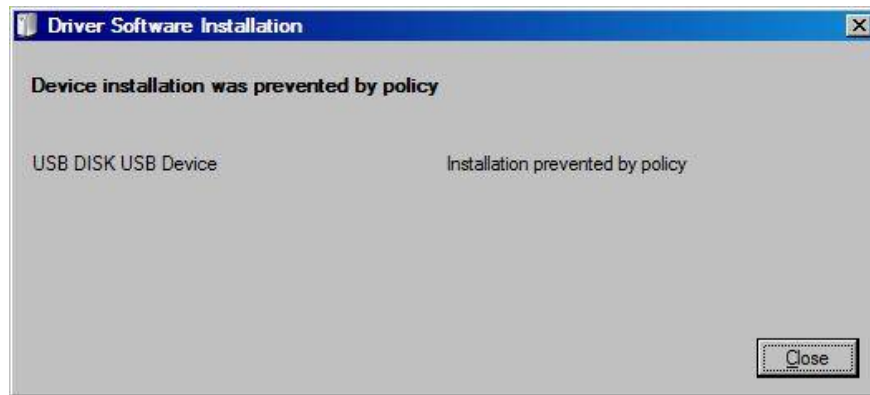 Driver Software Installation
Device installation was prevented by policy
USB DISK USB Device Installation prevented by policy
Close